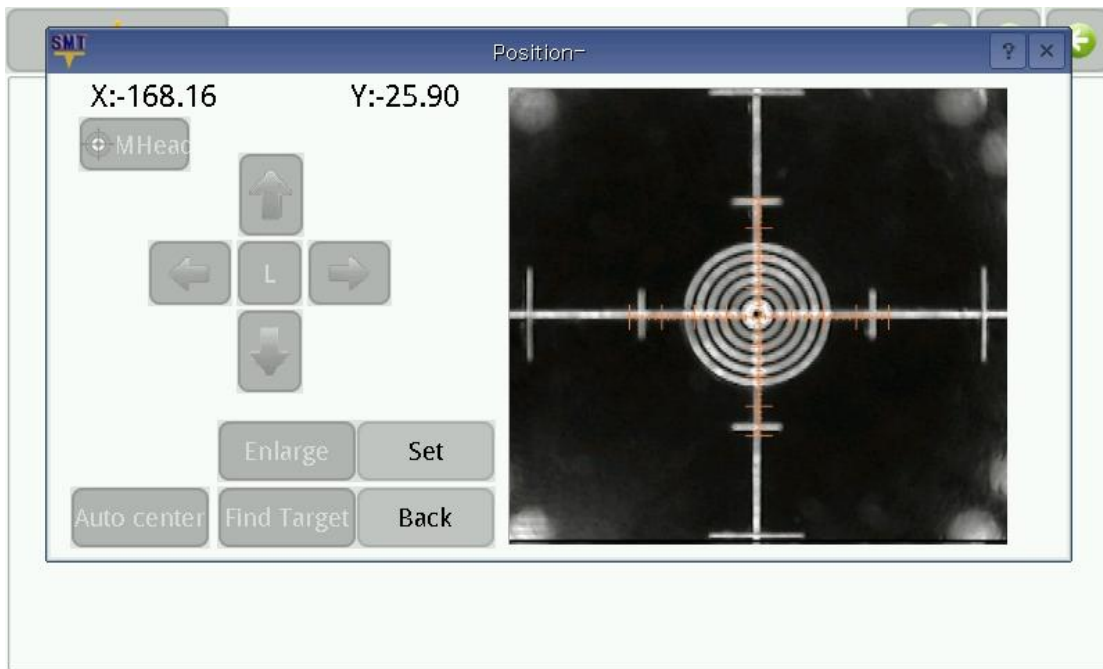 SMT
Position-
X:-168.16 Y:-25.90
MHead
L
Enlarge Set
Auto center Find Target Back